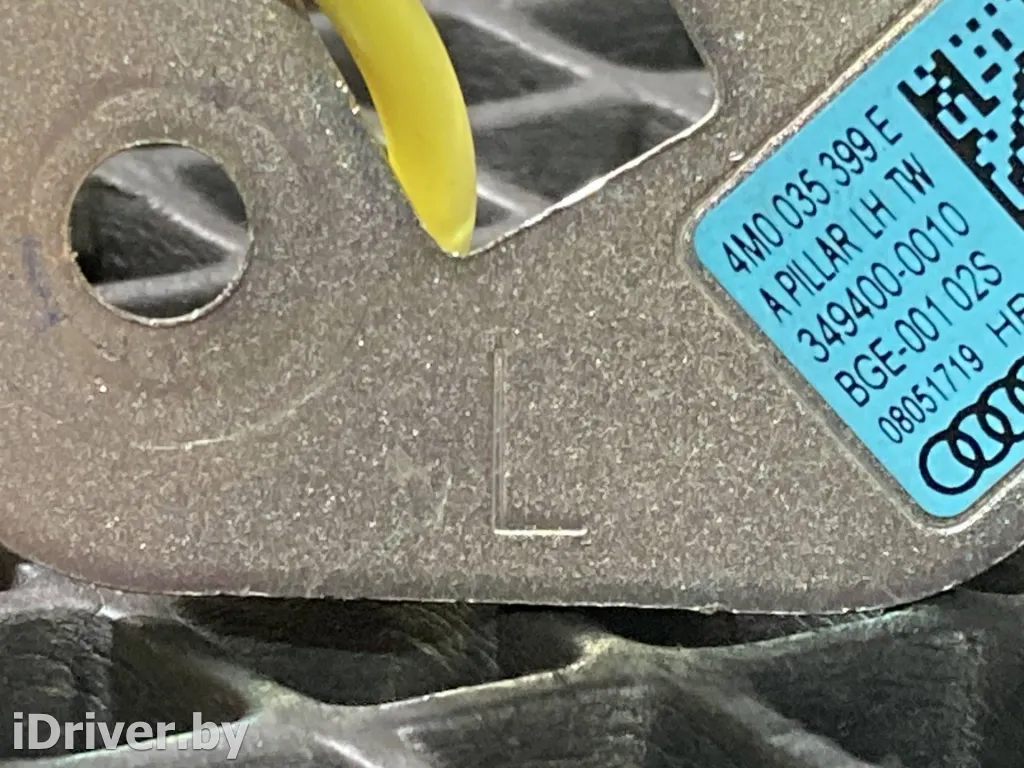 4M0.035.399.E
A PILLAR LH TW
349400-0010
BGE-001 02S
08051719
L
iDriver.by